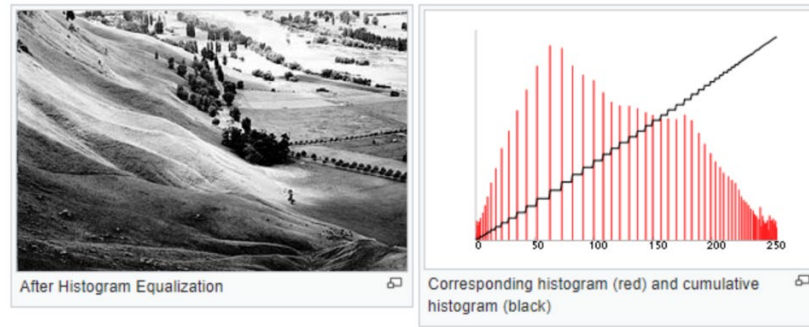 After Histogram Equalization
0 50 100 150 200 250
Corresponding histogram (red) and cumulative
histogram (black)